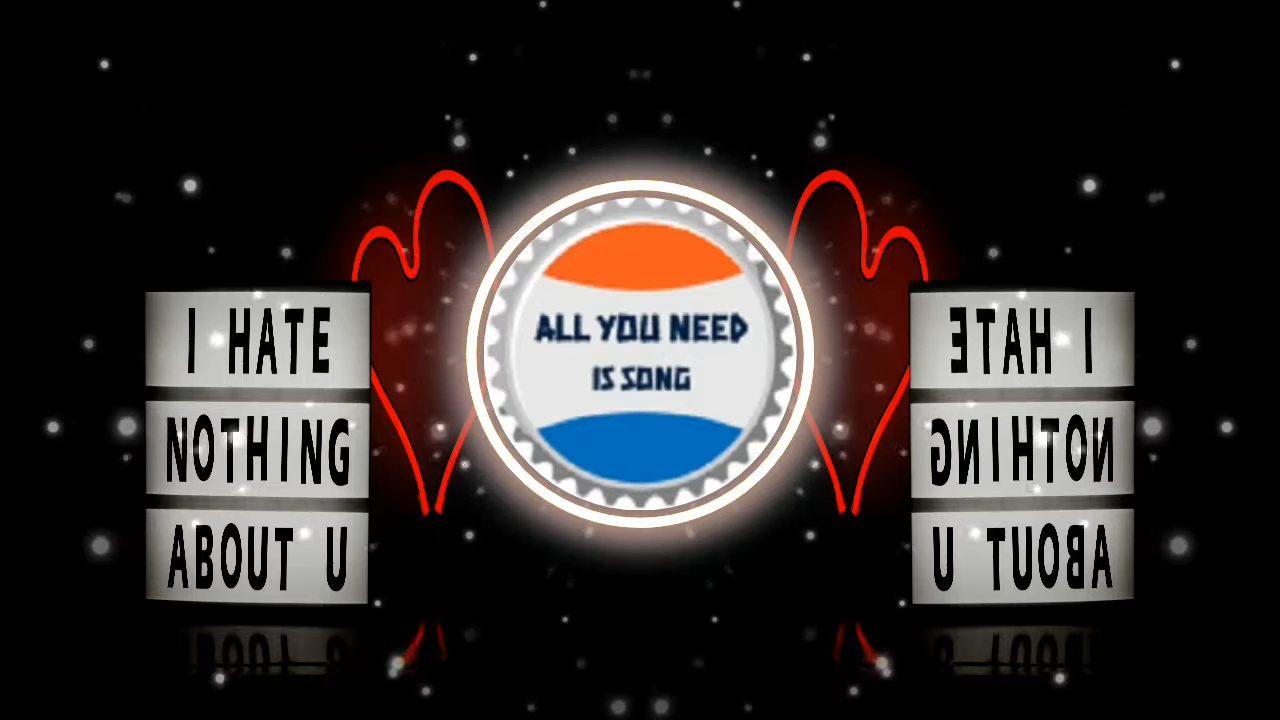 I HATE
NOTHING
ABOUT U
ALL YOU NEED
IS SONG
I HATE
NOTHING
ABOUT U